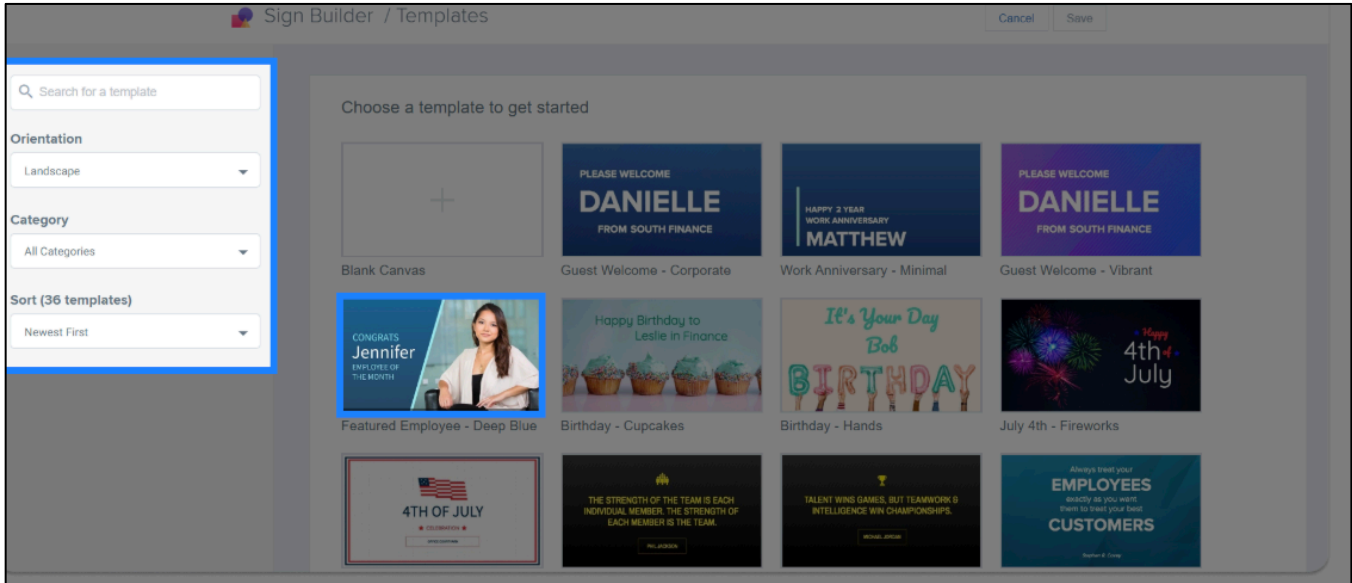 Sign Builder / Templates
Cancel
Save
Search for a template
Orientation
Landscape
Category
All Categories
Sort (36 templates)
Newest First
Choose a template to get started
PLEASE WELCOME
DANIELLE
FROM SOUTH FINANCE
HAPPY 2 YEAR
WORK ANNIVERSARY
MATTHEW
PLEASE WELCOME
DANIELLE
FROM SOUTH FINANCE
Blank Canvas
Guest Welcome - Corporate
Work Anniversary - Minimal
Guest Welcome - Vibrant
CONGRATS
Jennifer
EMPLOYEE OF
THE MONTH
Happy Birthday to
Leslie in Finance
It's Your Day
Bob
BIRTHDAY
Happy
4th
July
Featured Employee - Deep Blue
Birthday - Cupcakes
Birthday - Hands
July 4th - Fireworks
4TH OF JULY
CELEBRATION
THE STRENGTH OF THE TEAM IS EACH
INDIVIDUAL MEMBER. THE STRENGTH OF
EACH MEMBER IS THE TEAM.
PHIL JACKSON
TALENT WINS GAMES, BUT TEAMWORK &
INTELLIGENCE WIN CHAMPIONSHIPS.
MICHAEL JORDAN
Always treat your
EMPLOYEES
exactly as you want
them to treat your best
CUSTOMERS
Stephen R. Covey